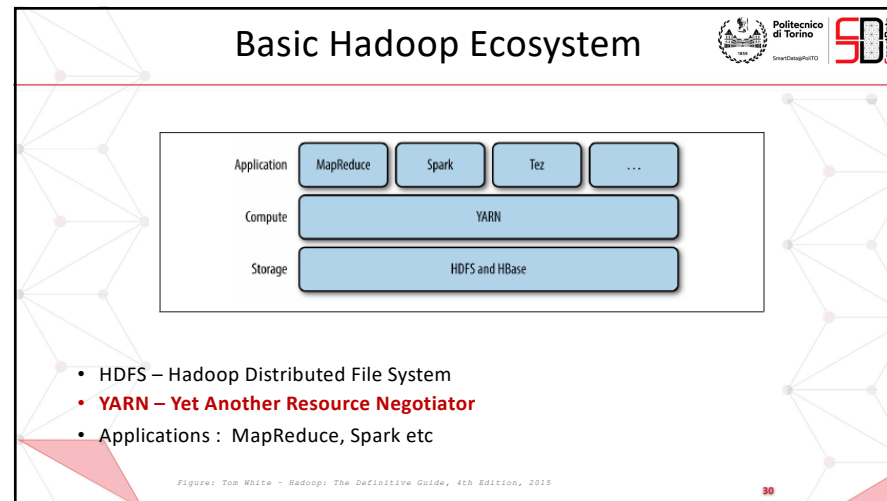 Basic Hadoop Ecosystem
Politecnico
di Torino
1859
SmartData@PoliTO
Application
MapReduce
Spark
Tez
...
Compute
YARN
Storage
HDFS and HBase
• HDFS – Hadoop Distributed File System
• YARN – Yet Another Resource Negotiator
• Applications : MapReduce, Spark etc
Figure: Tom White - Hadoop: The Definitive Guide, 4th Edition, 2015
30